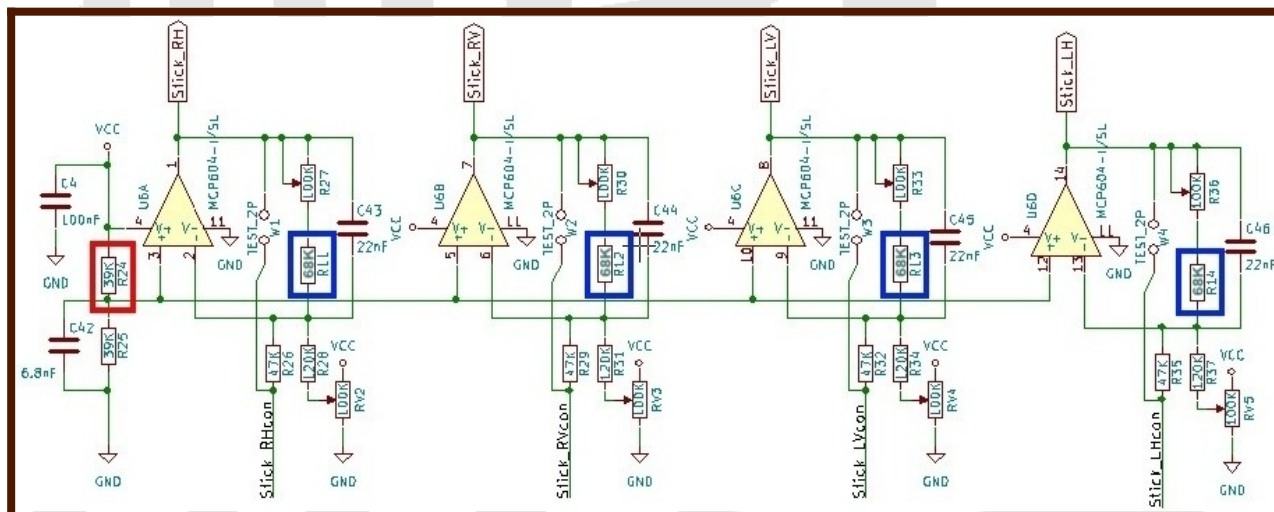 Stick_RH
VCC
C4
100nF
4
U6A
V+
V-
3
2
1
11
MCP604-I/SL
GND
TEST_2P
W1
100K
R27
68K
R11
C43
22nF
39K
R24
GND
C42
6.8nF
39K
R25
GND
47K
R26
120K
R28
VCC
100K
RV2
GND
Stick_RHcon
Stick_RV
VCC
4
U6B
V+
V-
5
6
7
11
MCP604-I/SL
GND
TEST_2P
W2
100K
R30
68K
R12
C44
22nF
47K
R29
120K
R31
VCC
100K
RV3
GND
Stick_RVcon
Stick_LV
VCC
4
U6C
V+
V-
10
9
8
11
MCP604-I/SL
GND
TEST_2P
W3
100K
R33
68K
R13
C45
22nF
47K
R32
120K
R34
VCC
100K
RV4
GND
Stick_LVcon
Stick_LH
VCC
4
U6D
V+
V-
12
13
14
11
MCP604-I/SL
GND
TEST_2P
W4
100K
R36
68K
R14
C46
22nF
47K
R35
120K
R37
VCC
100K
RV5
GND
Stick_LHcon